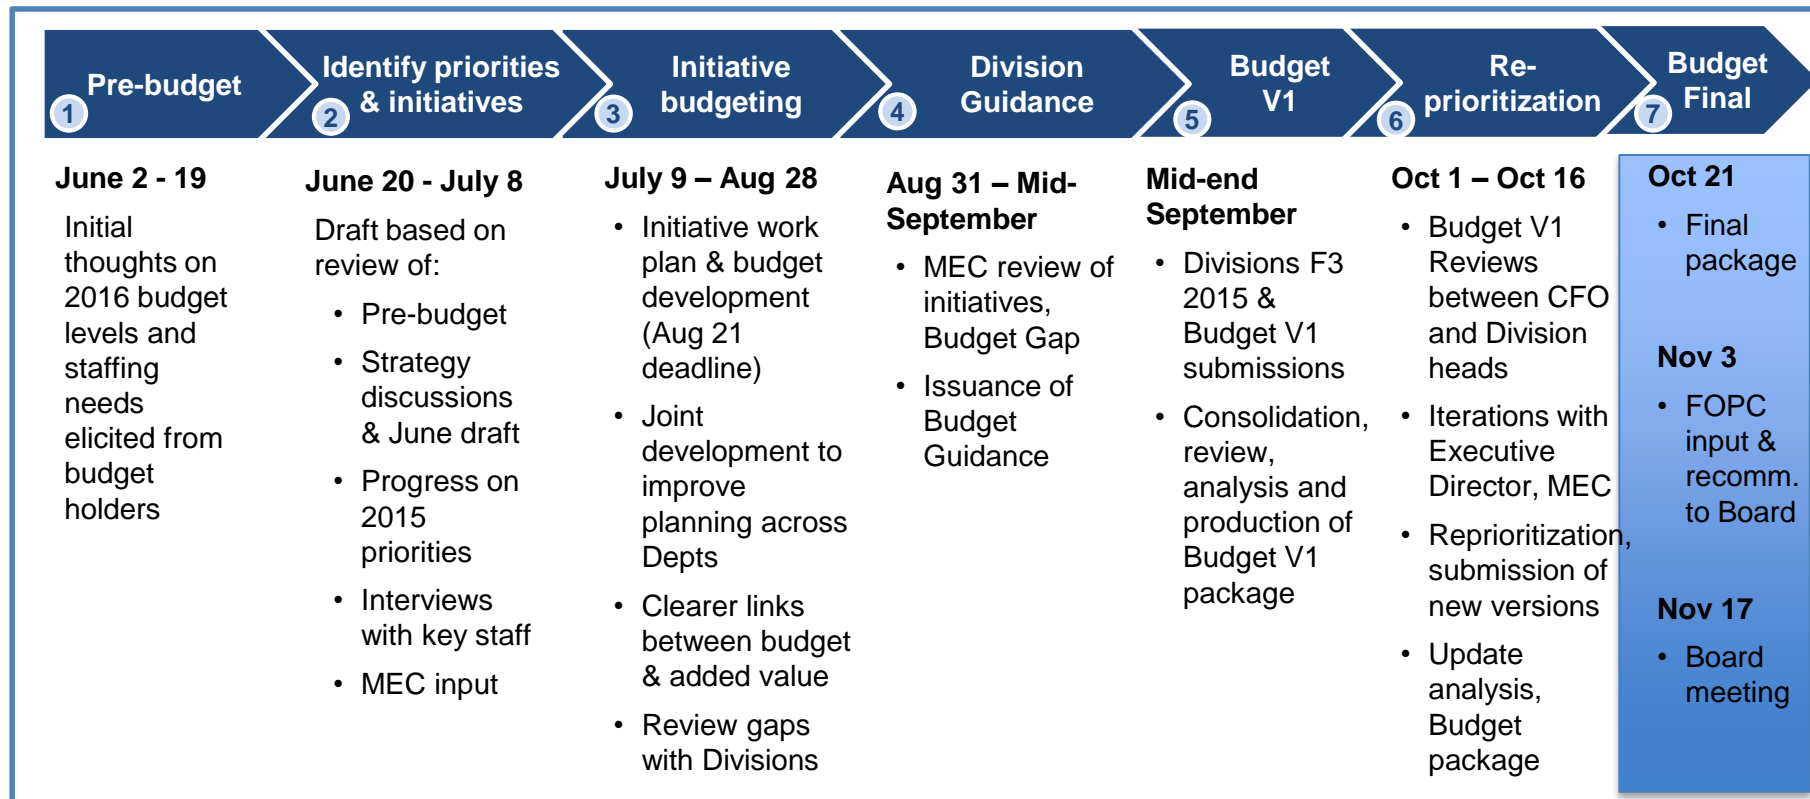 Pre-budget
1
Identify priorities
& initiatives
2
Initiative
budgeting
3
Division
Guidance
4
Budget
V1
5
Re-
prioritization
6
Budget
Final
7
June 2 - 19
Initial
thoughts on
2016 budget
levels and
staffing
needs
elicited from
budget
holders
June 20 - July 8
Draft based on
review of:
• Pre-budget
• Strategy
discussions
& June draft
• Progress on
2015
priorities
• Interviews
with key staff
• MEC input
July 9 – Aug 28
• Initiative work
plan & budget
development
(Aug 21
deadline)
• Joint
development to
improve
planning across
Depts
• Clearer links
between budget
& added value
• Review gaps
with Divisions
Aug 31 – Mid-
September
• MEC review of
initiatives,
Budget Gap
• Issuance of
Budget
Guidance
Mid-end
September
• Divisions F3
2015 &
Budget V1
submissions
• Consolidation,
review,
analysis and
production of
Budget V1
package
Oct 1 – Oct 16
• Budget V1
Reviews
between CFO
and Division
heads
• Iterations with
Executive
Director, MEC
• Reprioritization,
submission of
new versions
• Update
analysis,
Budget
package
Oct 21
• Final
package
Nov 3
• FOPC
input &
recomm.
to Board
Nov 17
• Board
meeting